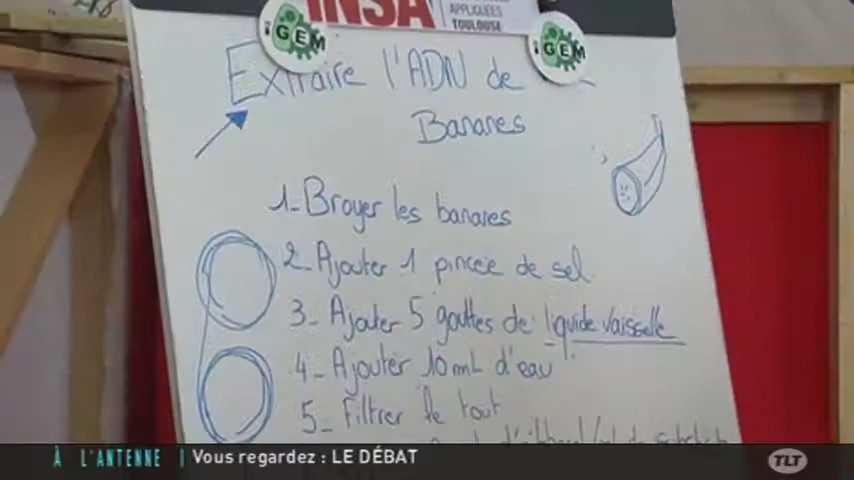 INSA
APPLIQUÉES
TOULOUSE
iGEM
iGEM
Extraire l'ADN de
Bananes
1_ Broyer les bananes
2_ Ajouter 1 pincée de sel
3_ Ajouter 5 gouttes de liquide vaisselle
4_ Ajouter 10 mL d'eau
5_ Filtrer le tout
À L'ANTENNE | Vous regardez : LE DÉBAT
TLT